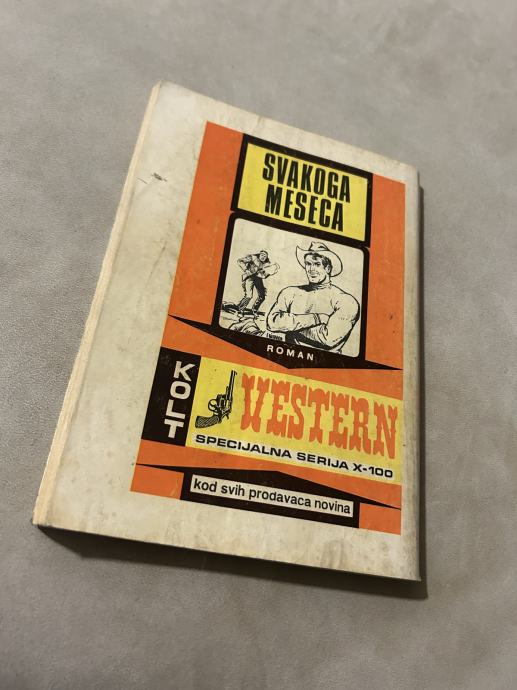 SVAKOGA
MESECA
ROMAN
KOLT
VESTERN
SPECIJALNA SERIJA X-100
kod svih prodavaca novina